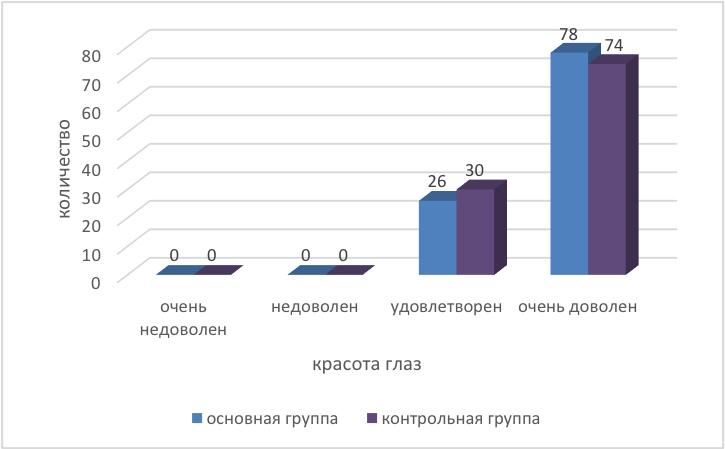 количество
80
70
60
50
40
30
20
10
0
0 0
0 0
26 30
78 74
очень недоволен
недоволен
удовлетворен
очень доволен
красота глаз
основная группа
контрольная группа